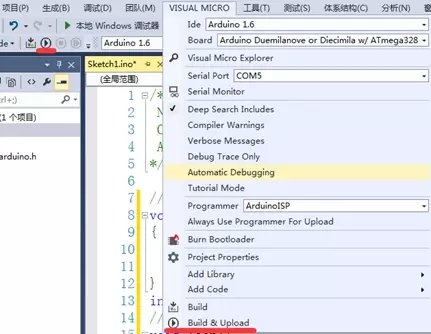 项目(P) 生成(B) 调试(D) VISUAL MICRO 工具(T) 测试(S) 体系结构(C) 分析(
本地 Windows 调试器
Arduino 1.6
Ide Arduino 1.6
Board Arduino Duemilanove or Diecimila w/ ATmega328
Visual Micro Explorer
Serial Port COM5
Serial Monitor
Deep Search Includes
Compiler Warnings
Verbose Messages
Debug Trace Only
Automatic Debugging
Tutorial Mode
Programmer ArduinoISP
Always Use Programmer For Upload
Burn Bootloader
Project Properties
Add Library
Add Code
Build
Build & Upload
Sketch1.ino*
(全局范围)
trl+;)
(1 个项目)
arduino.h
1 /*
2 N
3 C
4 A
5 */
6
7 //
8 vo
9 {
10
11
12 }
13 in
14 //